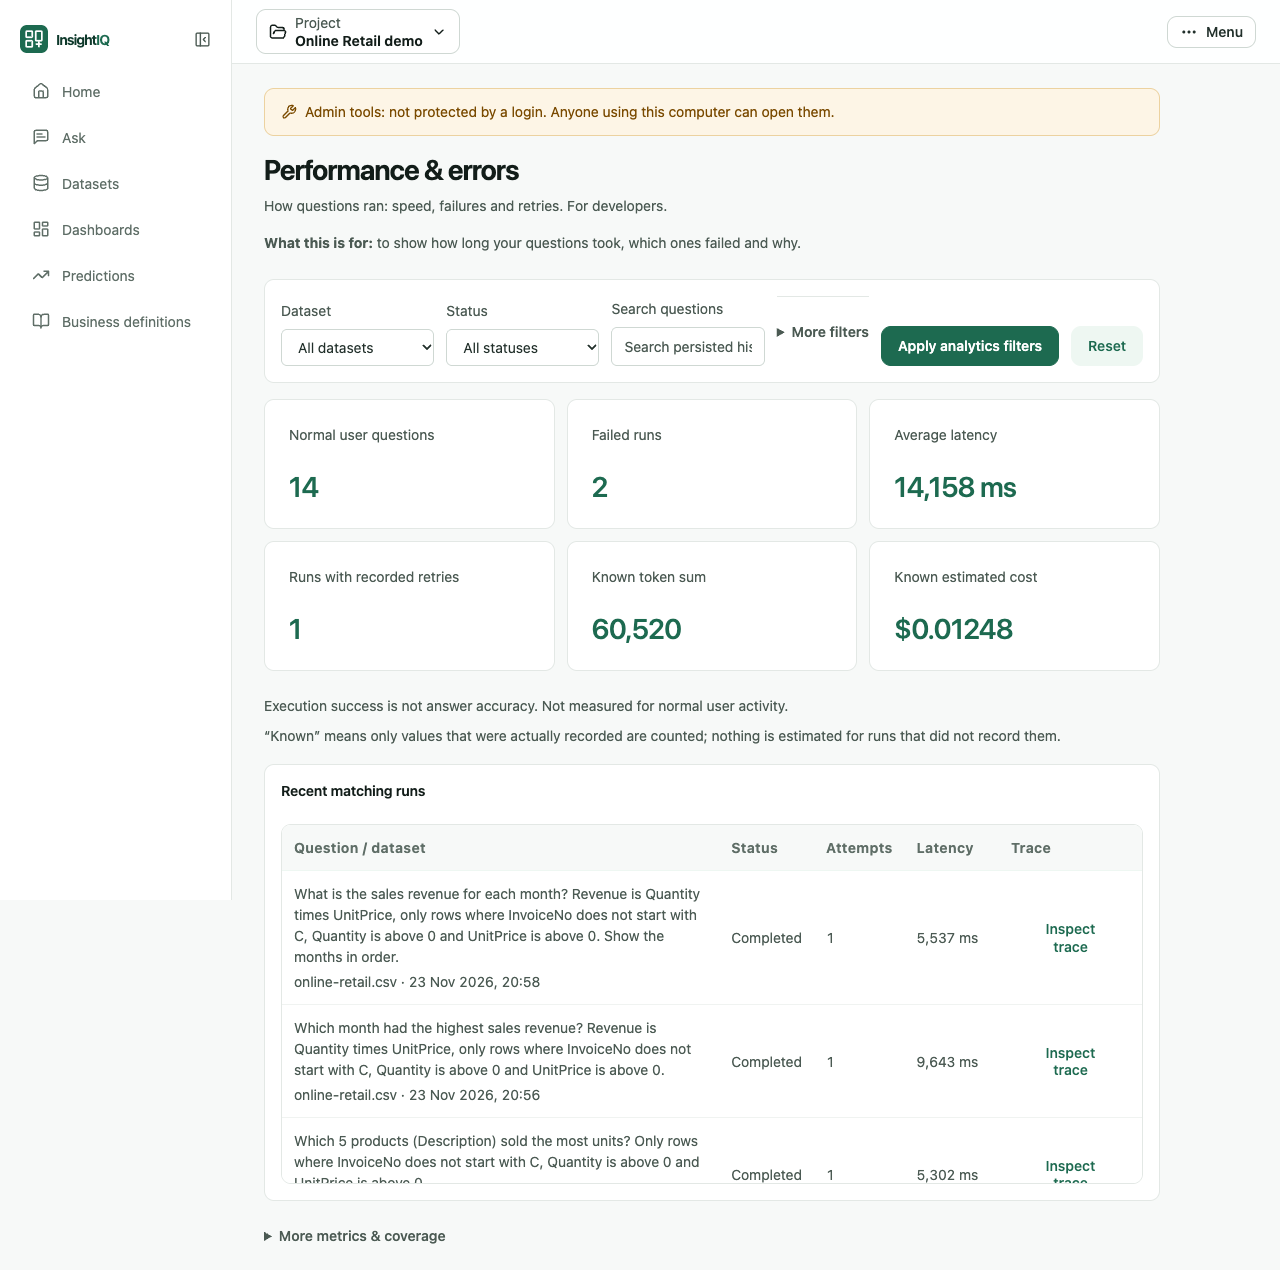 InsightIQ
Home
Ask
Datasets
Dashboards
Predictions
Business definitions
Project
Online Retail demo
Menu
Admin tools: not protected by a login. Anyone using this computer can open them.
Performance & errors
How questions ran: speed, failures and retries. For developers.
What this is for: to show how long your questions took, which ones failed and why.
Dataset
All datasets
Status
All statuses
Search questions
Search persisted his
More filters
Apply analytics filters
Reset
Normal user questions
14
Failed runs
2
Average latency
14,158 ms
Runs with recorded retries
1
Known token sum
60,520
Known estimated cost
$0.01248
Execution success is not answer accuracy. Not measured for normal user activity.
“Known” means only values that were actually recorded are counted; nothing is estimated for runs that did not record them.
Recent matching runs
Question / dataset Status Attempts Latency Trace
What is the sales revenue for each month? Revenue is Quantity
times UnitPrice, only rows where InvoiceNo does not start with
C, Quantity is above 0 and UnitPrice is above 0. Show the
months in order.
online-retail.csv · 23 Nov 2026, 20:58
Completed
1
5,537 ms
Inspect
trace
Which month had the highest sales revenue? Revenue is
Quantity times UnitPrice, only rows where InvoiceNo does not
start with C, Quantity is above 0 and UnitPrice is above 0.
online-retail.csv · 23 Nov 2026, 20:56
Completed
1
9,643 ms
Inspect
trace
Which 5 products (Description) sold the most units? Only rows
where InvoiceNo does not start with C, Quantity is above 0 and
UnitPrice is above 0
Completed
1
5,302 ms
Inspect
trace
More metrics & coverage